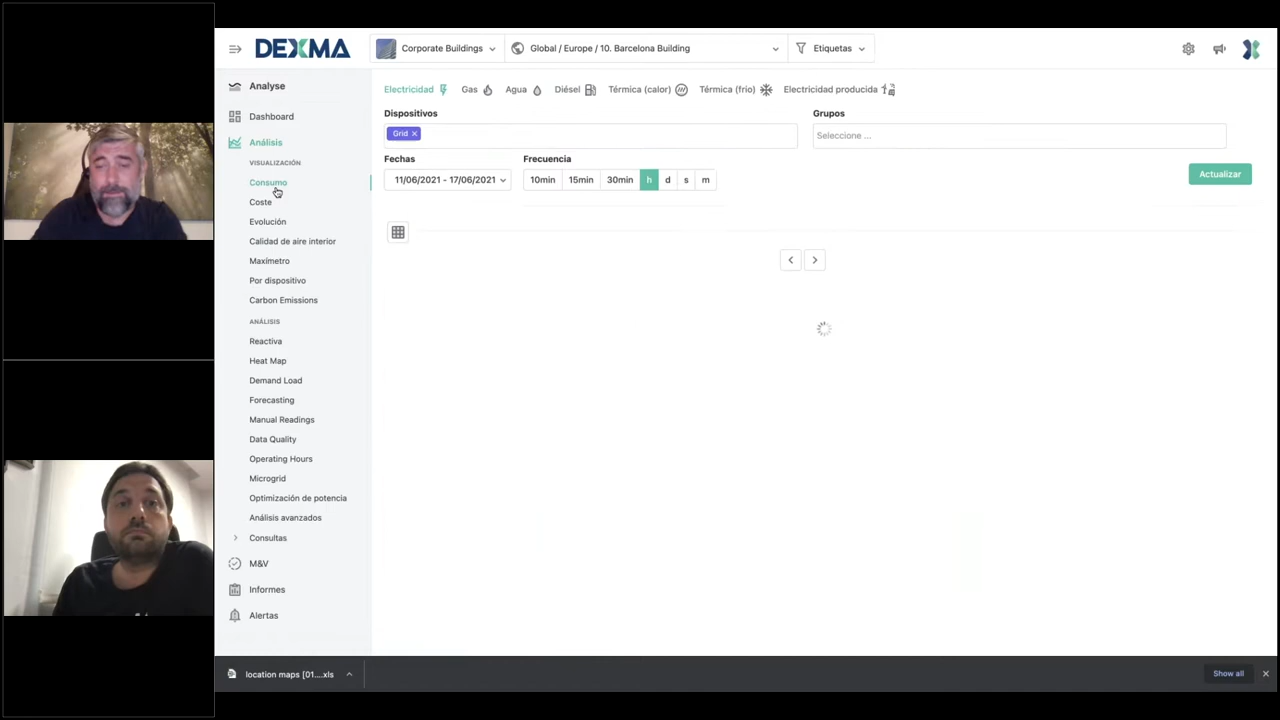 DEXMA
Corporate Buildings
Global / Europe / 10. Barcelona Building
Etiquetas
Analyse
Dashboard
Análisis
VISUALIZACIÓN
Consumo
Coste
Evolución
Calidad de aire interior
Maxímetro
Por dispositivo
Carbon Emissions
ANÁLISIS
Reactiva
Heat Map
Demand Load
Forecasting
Manual Readings
Data Quality
Operating Hours
Microgrid
Optimización de potencia
Análisis avanzados
Consultas
M&V
Informes
Alertas
Electricidad
Gas
Agua
Diésel
Térmica (calor)
Térmica (frío)
Electricidad producida
Dispositivos
Grupos
Grid ×
Seleccione ...
Fechas
Frecuencia
11/06/2021 - 17/06/2021
10min
15min
30min
h
d
s
m
Actualizar
location maps [01....xls
Show all